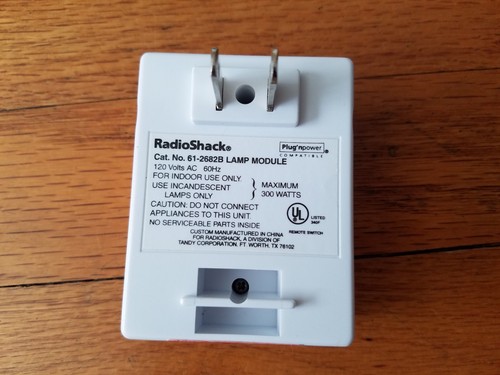 RadioShack®
Plug'npower
COMPATIBLE
Cat. No. 61-2682B LAMP MODULE
120 Volts AC 60Hz
FOR INDOOR USE ONLY.
USE INCANDESCENT
LAMPS ONLY
MAXIMUM
300 WATTS
CAUTION: DO NOT CONNECT
APPLIANCES TO THIS UNIT.
NO SERVICEABLE PARTS INSIDE
UL
LISTED
REMOTE SWITCH
CUSTOM MANUFACTURED IN CHINA
FOR RADIOSHACK, A DIVISION OF
TANDY CORPORATION, FT. WORTH, TX 76102